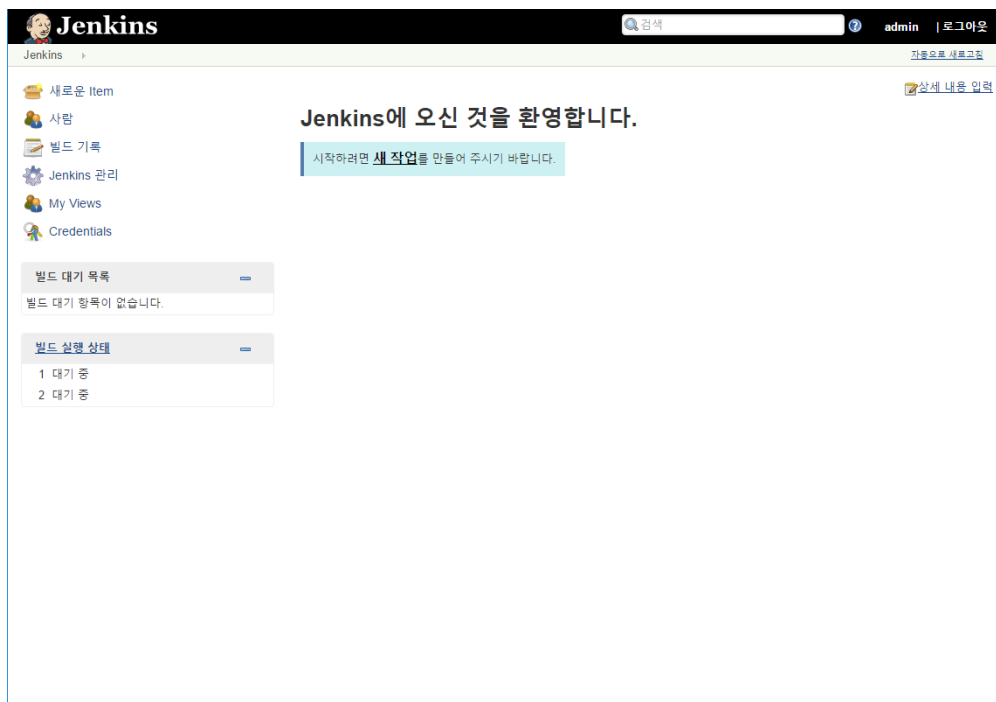 Jenkins
검색
admin
| 로그아웃
Jenkins
자동으로 새로고침
새로운 Item
사람
빌드 기록
Jenkins 관리
My Views
Credentials
상세 내용 입력
Jenkins에 오신 것을 환영합니다.
시작하려면 새 작업를 만들어 주시기 바랍니다.
빌드 대기 목록
빌드 대기 항목이 없습니다.
빌드 실행 상태
1 대기 중
2 대기 중